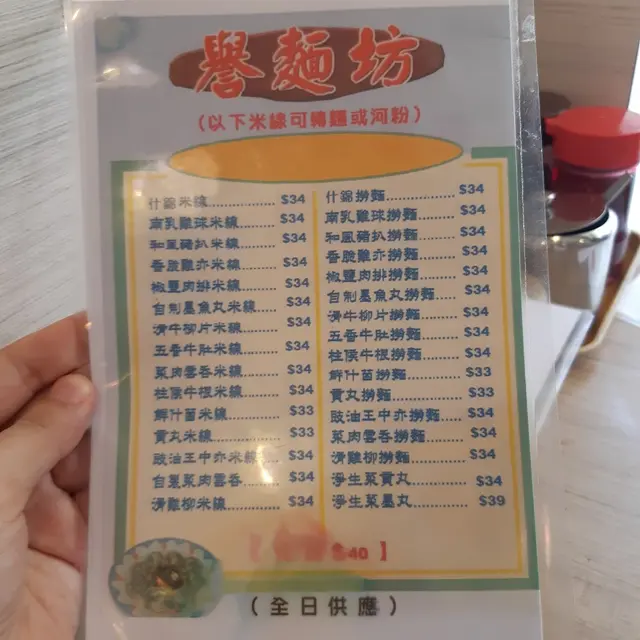 譽麵坊
(以下米線可轉麵或河粉)
什錦米線 $34
南乳雞球米線 $34
和風豬扒米線 $34
香脆雞亦米線 $34
椒鹽肉排米線 $34
自制墨魚丸米線 $34
滑牛柳片米線 $34
五香牛肚米線 $34
菜肉雲吞米線 $34
柱侯牛根米線 $34
鮮什菌米線 $33
貢丸米線 $33
豉油王中亦米線 $34
自製菜肉雲吞 $34
滑雞柳米線 $34
什錦撈麵 $34
南乳雞球撈麵 $34
和風豬扒撈麵 $34
香脆雞亦撈麵 $34
椒鹽肉排撈麵 $34
自制墨魚丸撈麵 $34
滑牛柳片撈麵 $34
五香牛肚撈麵 $34
柱侯牛根撈麵 $34
鮮什菌撈麵 $33
貢丸撈麵 $33
豉油王中亦撈麵 $34
菜肉雲吞撈麵 $34
滑雞柳撈麵 $34
淨生菜貢丸 $34
淨生菜墨丸 $39
【 $40 】
(全日供應)